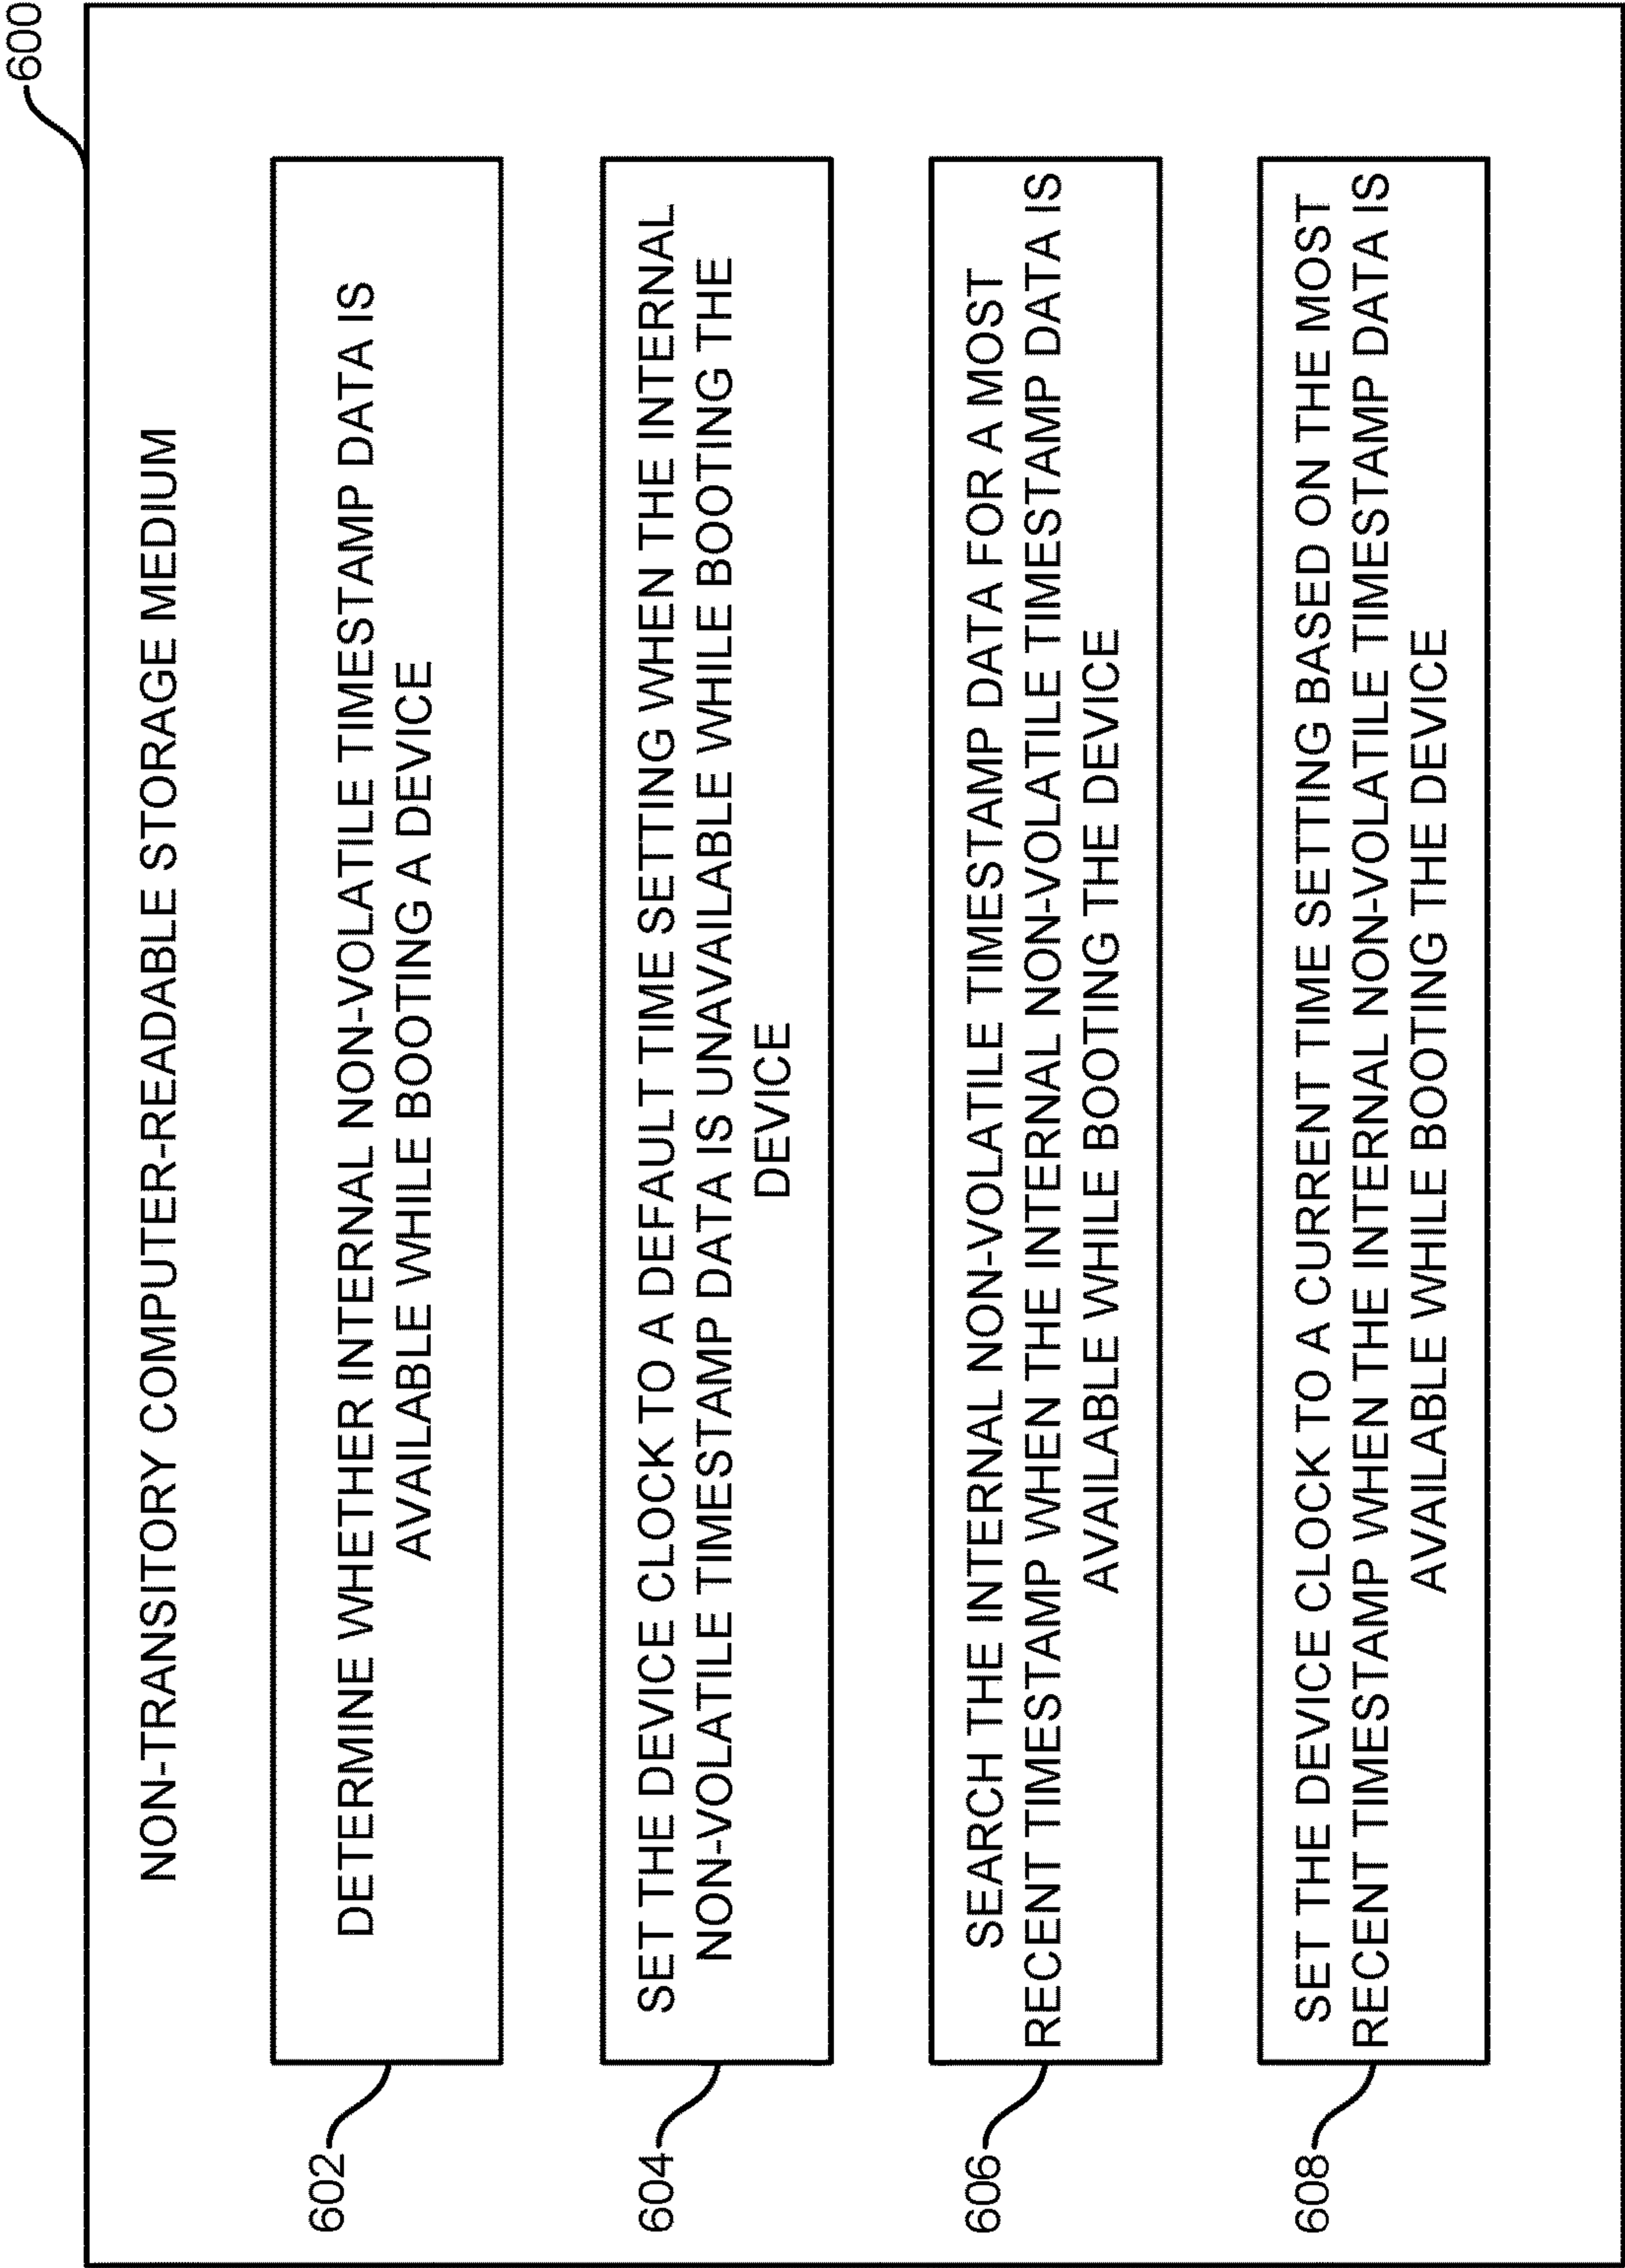 600
NON-TRANSITORY COMPUTER-READABLE STORAGE MEDIUM
602
DETERMINE WHETHER INTERNAL NON-VOLATILE TIMESTAMP DATA IS
AVAILABLE WHILE BOOTING A DEVICE
604
SET THE DEVICE CLOCK TO A DEFAULT TIME SETTING WHEN THE INTERNAL
NON-VOLATILE TIMESTAMP DATA IS UNAVAILABLE WHILE BOOTING THE
DEVICE
606
SEARCH THE INTERNAL NON-VOLATILE TIMESTAMP DATA FOR A MOST
RECENT TIMESTAMP WHEN THE INTERNAL NON-VOLATILE TIMESTAMP DATA IS
AVAILABLE WHILE BOOTING THE DEVICE
608
SET THE DEVICE CLOCK TO A CURRENT TIME SETTING BASED ON THE MOST
RECENT TIMESTAMP WHEN THE INTERNAL NON-VOLATILE TIMESTAMP DATA IS
AVAILABLE WHILE BOOTING THE DEVICE